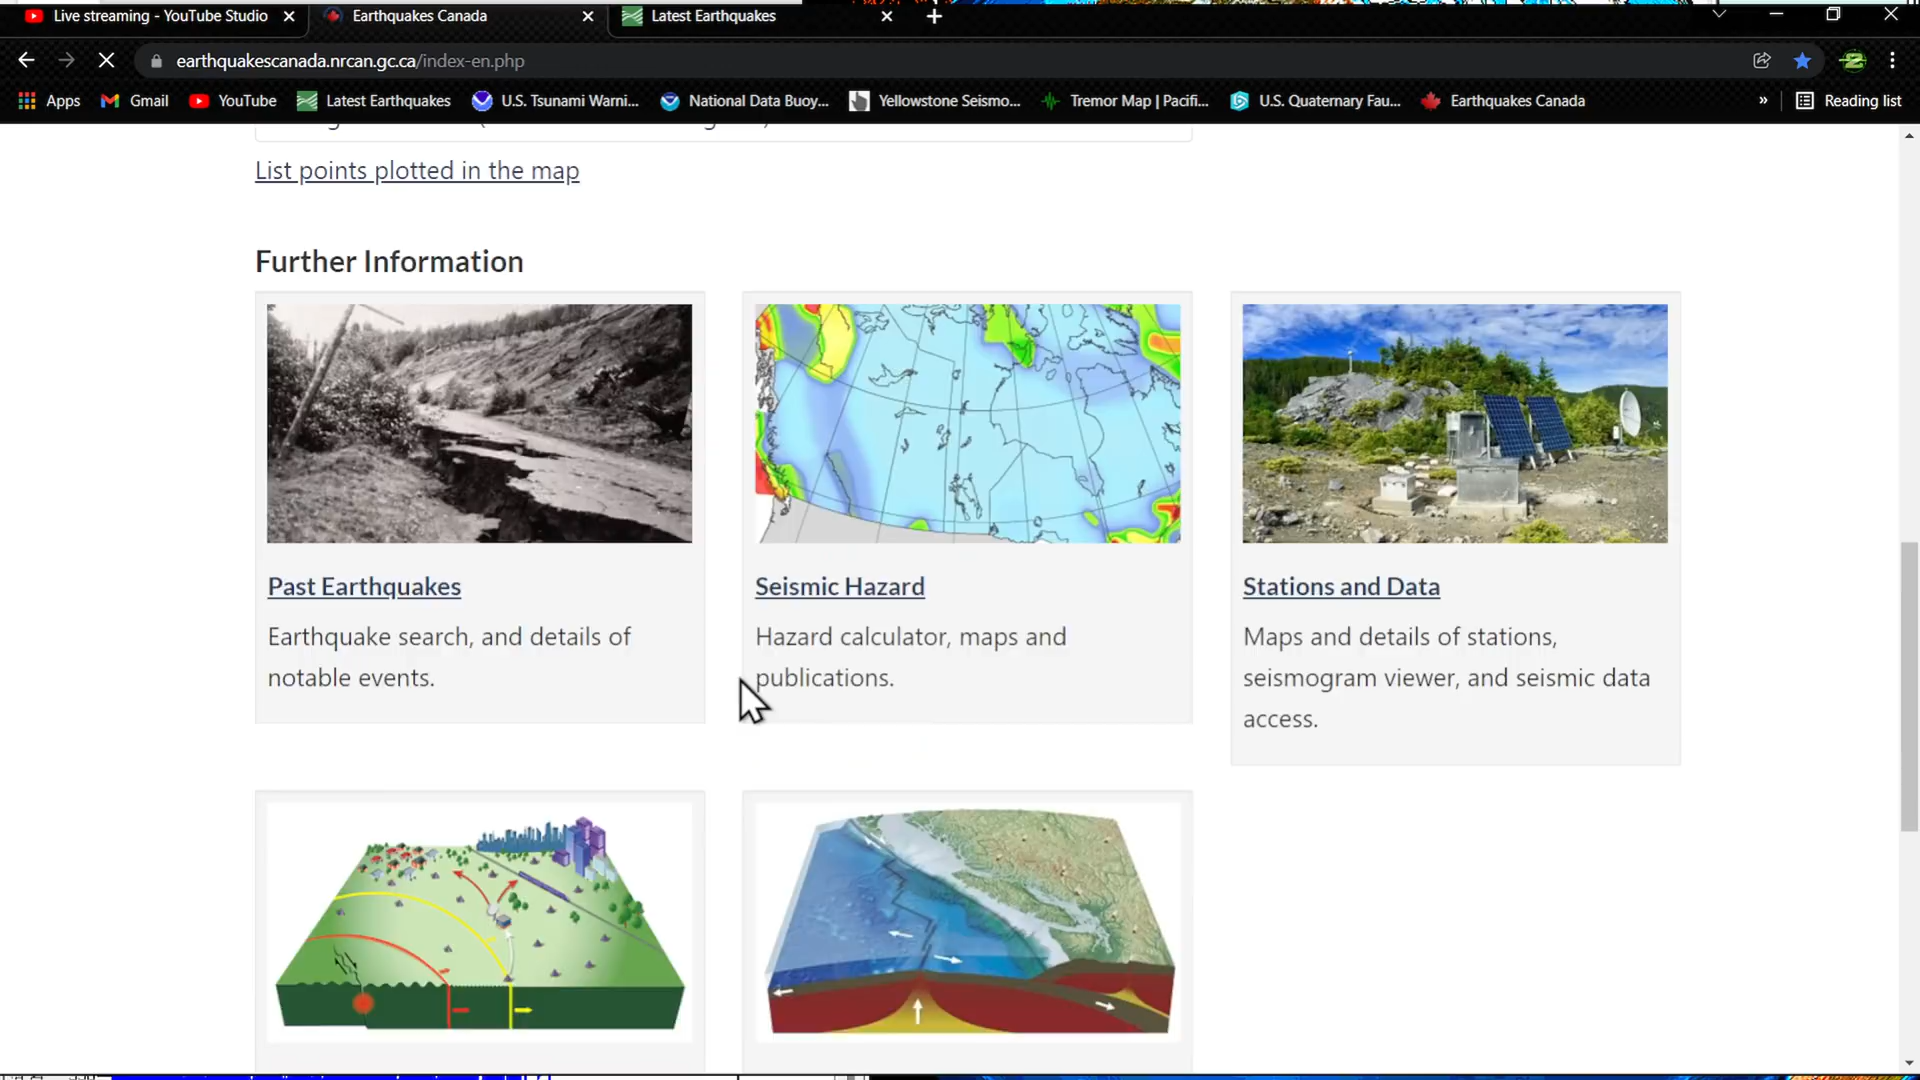 Live streaming - YouTube Studio
Earthquakes Canada
Latest Earthquakes
earthquakescanada.nrcan.gc.ca/index-en.php
Apps
Gmail
YouTube
Latest Earthquakes
U.S. Tsunami Warni...
National Data Buoy...
Yellowstone Seismo...
Tremor Map | Pacifi...
U.S. Quaternary Fau...
Earthquakes Canada
»
Reading list
List points plotted in the map
Further Information
Past Earthquakes
Earthquake search, and details of
notable events.
Seismic Hazard
Hazard calculator, maps and
publications.
Stations and Data
Maps and details of stations,
seismogram viewer, and seismic data
access.